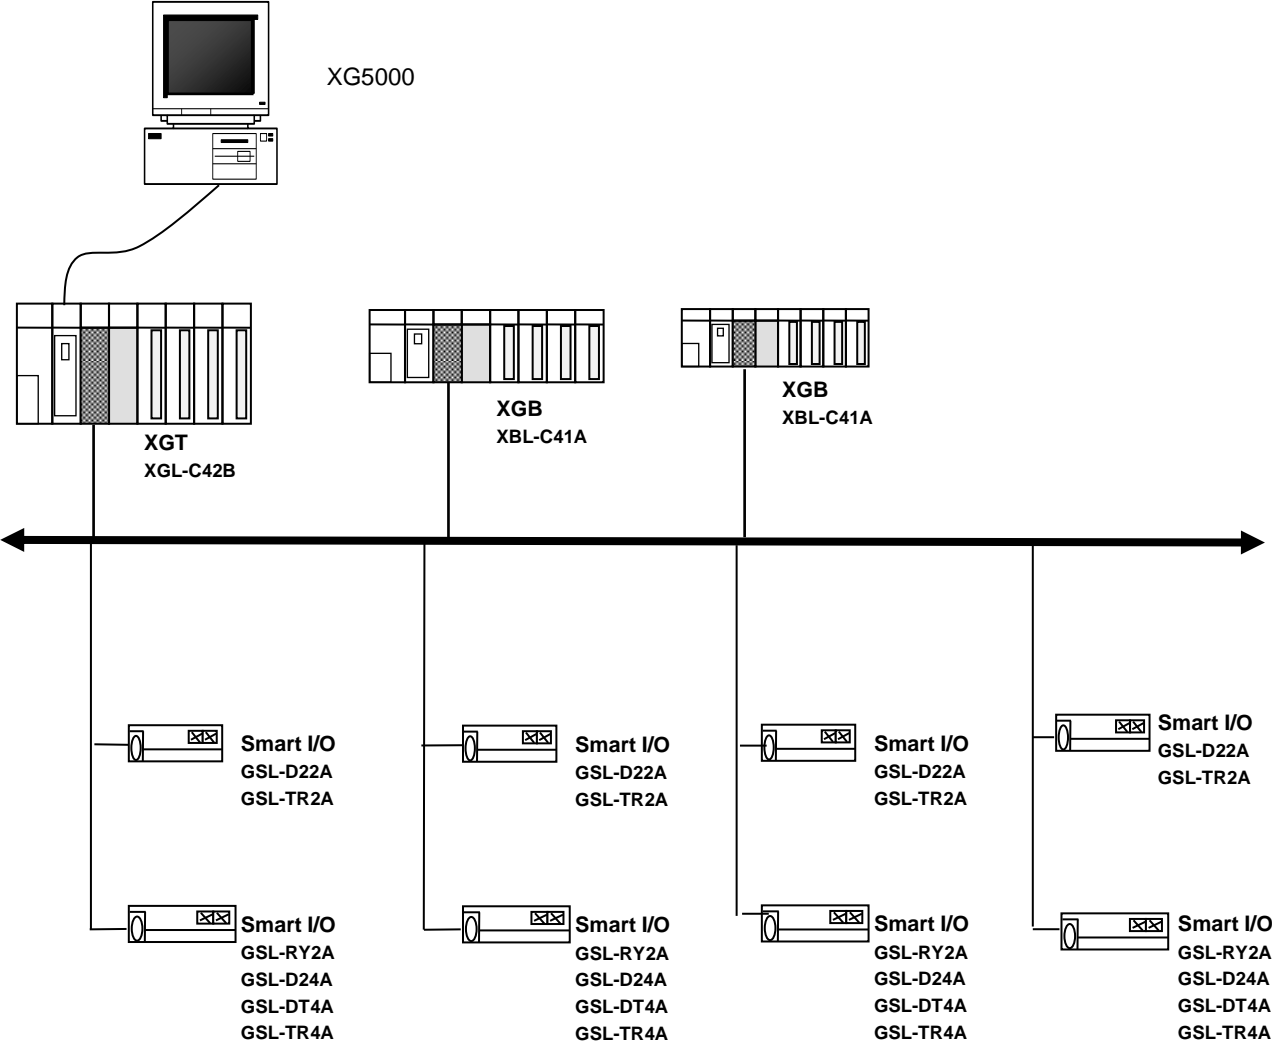 XG5000
XGT
XGL-C42B
XGB
XBL-C41A
XGB
XBL-C41A
Smart I/O
GSL-D22A
GSL-TR2A
Smart I/O
GSL-D22A
GSL-TR2A
Smart I/O
GSL-D22A
GSL-TR2A
Smart I/O
GSL-D22A
GSL-TR2A
Smart I/O
GSL-RY2A
GSL-D24A
GSL-DT4A
GSL-TR4A
Smart I/O
GSL-RY2A
GSL-D24A
GSL-DT4A
GSL-TR4A
Smart I/O
GSL-RY2A
GSL-D24A
GSL-DT4A
GSL-TR4A
Smart I/O
GSL-RY2A
GSL-D24A
GSL-DT4A
GSL-TR4A